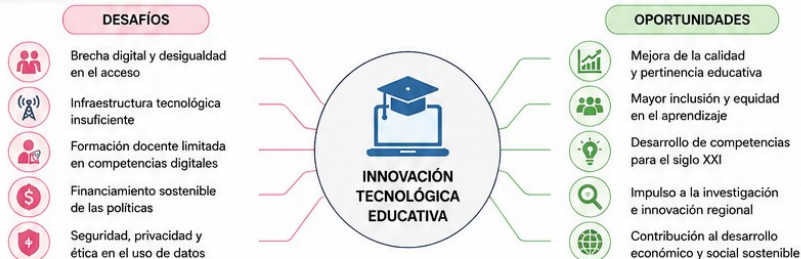 DESAFÍOS
Brecha digital y desigualdad
en el acceso
Infraestructura tecnológica
insuficiente
Formación docente limitada
en competencias digitales
Financiamiento sostenible
de las políticas
Seguridad, privacidad y
ética en el uso de datos
INNOVACIÓN
TECNOLÓGICA
EDUCATIVA
OPORTUNIDADES
Mejora de la calidad
y pertinencia educativa
Mayor inclusión y equidad
en el aprendizaje
Desarrollo de competencias
para el siglo XXI
Impulso a la investigación
e innovación regional
Contribución al desarrollo
económico y social sostenible